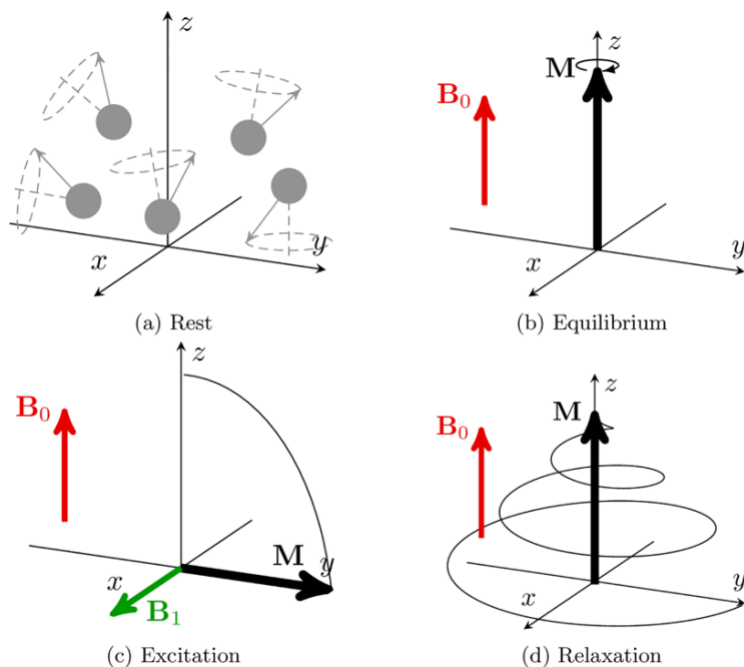 z
y
x
(a) Rest
z
M
B₀
y
x
(b) Equilibrium
z
B₀
M
y
x
B₁
(c) Excitation
z
M
B₀
y
x
(d) Relaxation